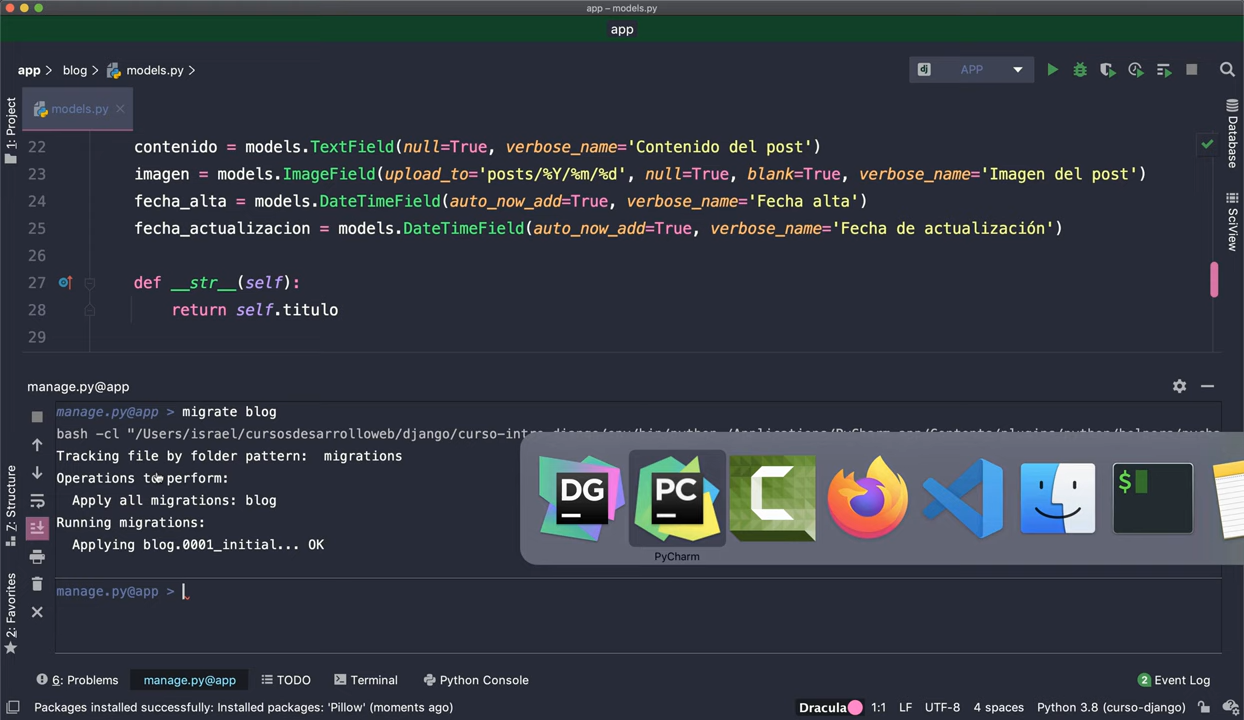 app – models.py
app
app
blog
models.py
APP
dj
1: Project
models.py
Database
SciView
22 contenido = models.TextField(null=True, verbose_name='Contenido del post')
23 imagen = models.ImageField(upload_to='posts/%Y/%m/%d', null=True, blank=True, verbose_name='Imagen del post')
24 fecha_alta = models.DateTimeField(auto_now_add=True, verbose_name='Fecha alta')
25 fecha_actualizacion = models.DateTimeField(auto_now_add=True, verbose_name='Fecha de actualización')
26
27 def __str__(self):
28 return self.titulo
29
manage.py@app
manage.py@app > migrate blog
bash -cl "/Users/israel/cursosdesarrolloweb/django/curso-intro
Tracking file by folder pattern:  migrations
Operations to perform:
Apply all migrations: blog
Running migrations:
Applying blog.0001_initial... OK
manage.py@app >
Z: Structure
2: Favorites
DG
PC
C
$
PyCharm
6: Problems
manage.py@app
TODO
Terminal
Python Console
2 Event Log
Packages installed successfully: Installed packages: 'Pillow' (moments ago)
Dracula
1:1
LF
UTF-8
4 spaces
Python 3.8 (curso-django)